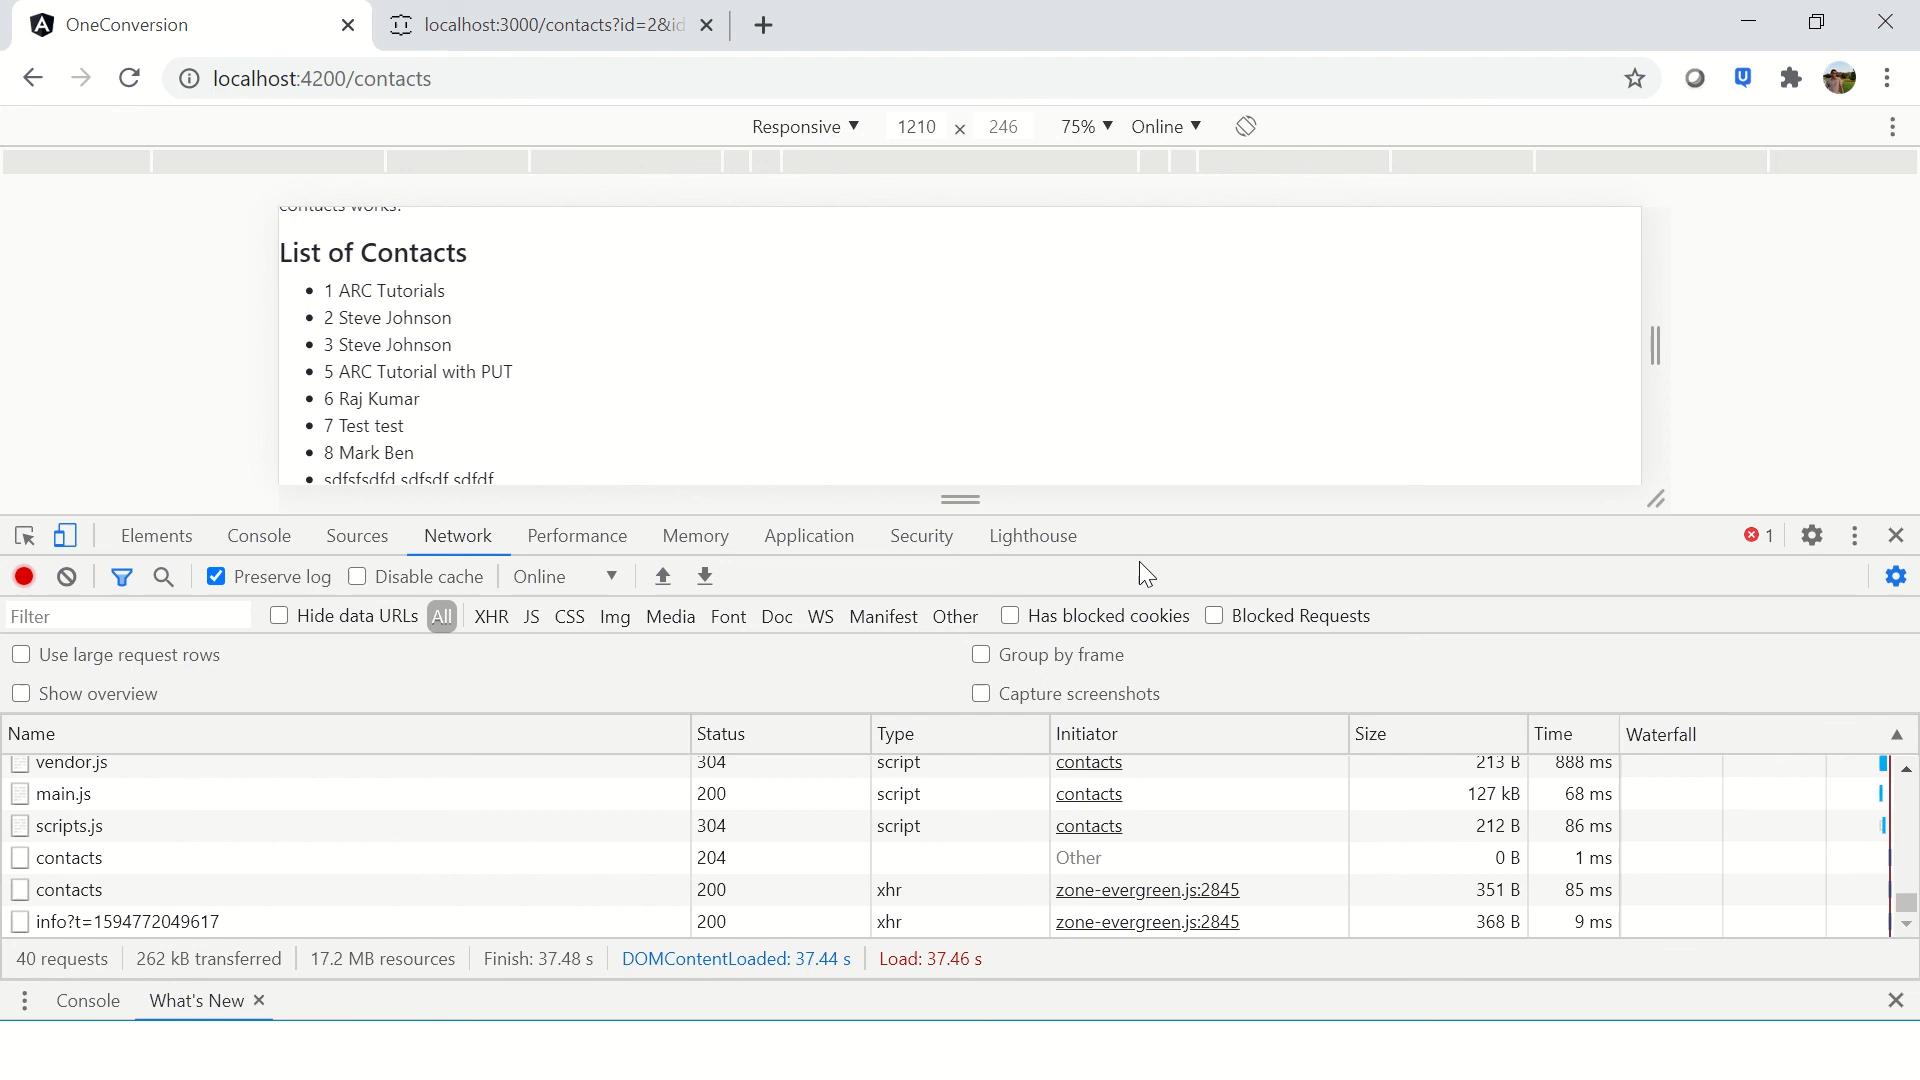 OneConversion
localhost:3000/contacts?id=2&id
localhost:4200/contacts
Responsive ▼ 1210 × 246 75% ▼ Online ▼
contacts works!
List of Contacts
• 1 ARC Tutorials
• 2 Steve Johnson
• 3 Steve Johnson
• 5 ARC Tutorial with PUT
• 6 Raj Kumar
• 7 Test test
• 8 Mark Ben
• sdfsfsdfd sdfsdf sdfdf
Elements Console Sources Network Performance Memory Application Security Lighthouse 1
Preserve log Disable cache Online ▼
Filter Hide data URLs All XHR JS CSS Img Media Font Doc WS Manifest Other Has blocked cookies Blocked Requests
Use large request rows Group by frame
Show overview Capture screenshots
Name Status Type Initiator Size Time Waterfall
vendor.js 304 script contacts 213 B 888 ms
main.js 200 script contacts 127 kB 68 ms
scripts.js 304 script contacts 212 B 86 ms
contacts 204 Other 0 B 1 ms
contacts 200 xhr zone-evergreen.js:2845 351 B 85 ms
info?t=1594772049617 200 xhr zone-evergreen.js:2845 368 B 9 ms
40 requests 262 kB transferred 17.2 MB resources Finish: 37.48 s DOMContentLoaded: 37.44 s Load: 37.46 s
Console What's New